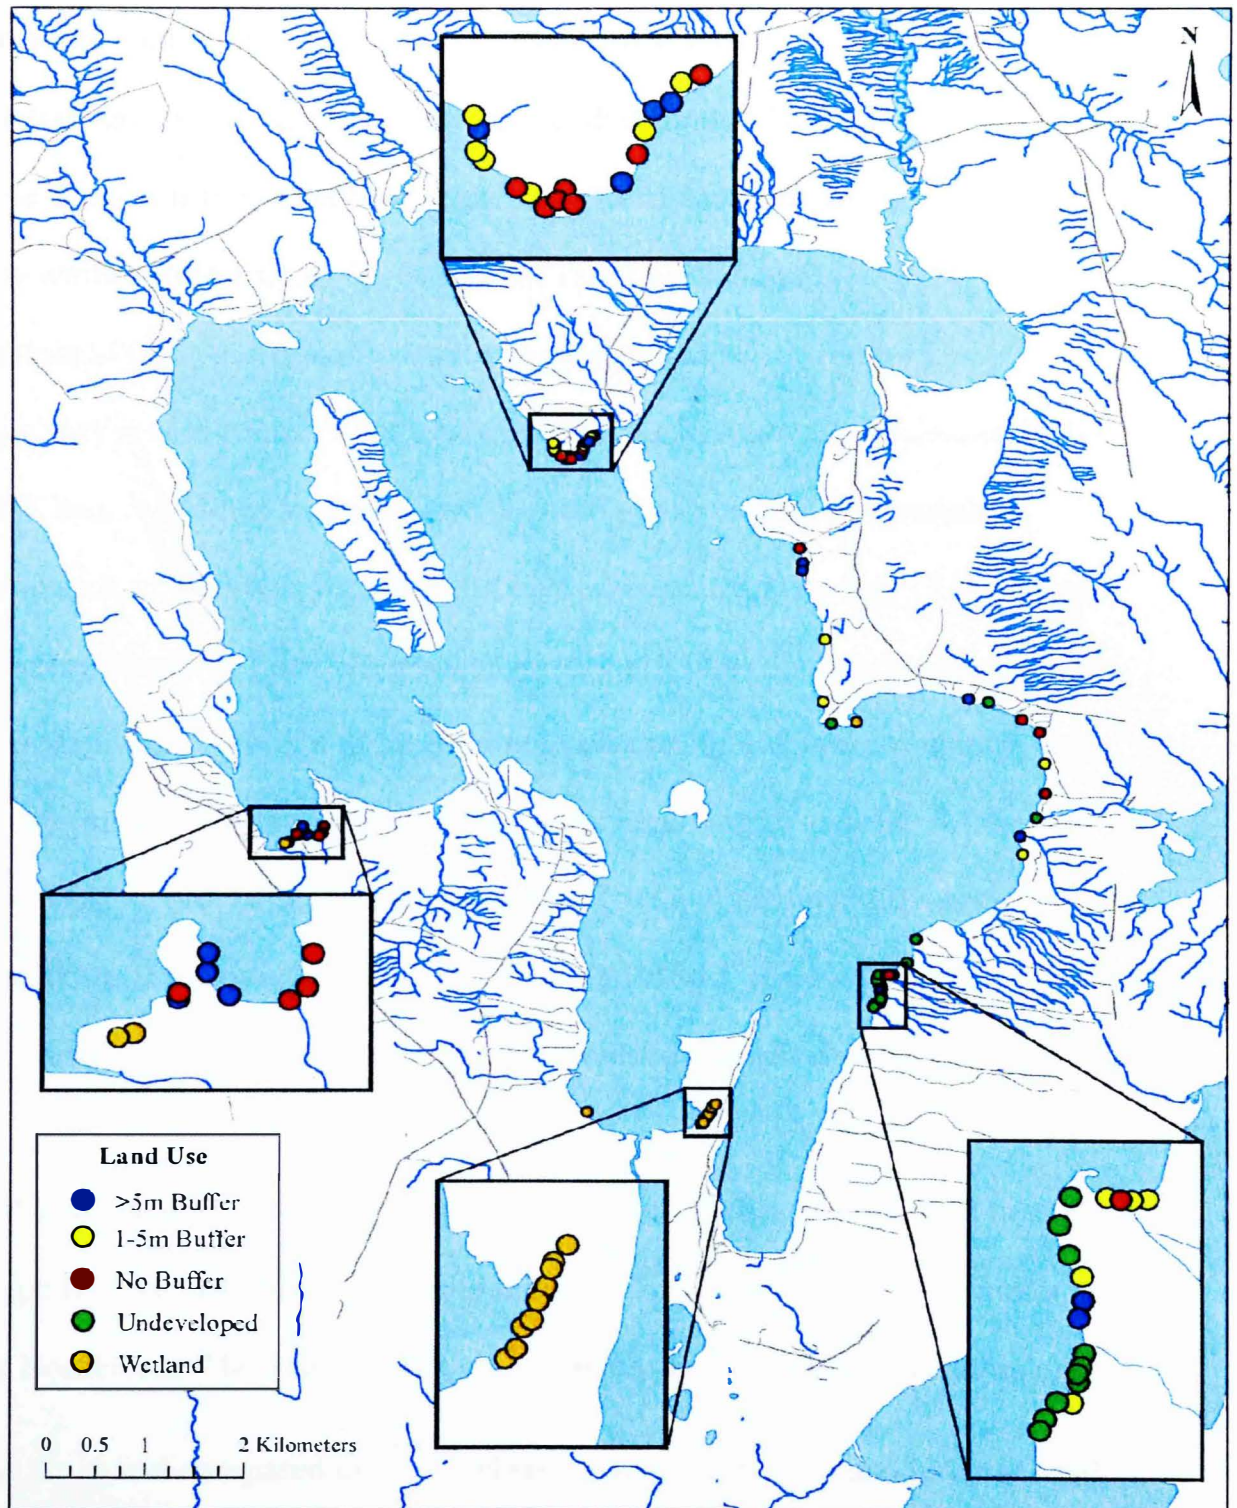 N
Land Use
>5m Buffer
1-5m Buffer
No Buffer
Undeveloped
Wetland
0 0.5 1 2 Kilometers